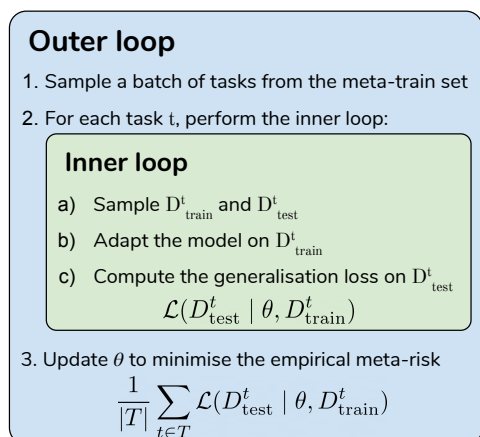 Outer loop
1. Sample a batch of tasks from the meta-train set
2. For each task t, perform the inner loop:
Inner loop
a) Sample D^t_train and D^t_test
b) Adapt the model on D^t_train
c) Compute the generalisation loss on D^t_test
ℒ(D^t_test | θ, D^t_train)
3. Update θ to minimise the empirical meta-risk
1/|T| ∑_{t∈T} ℒ(D^t_test | θ, D^t_train)